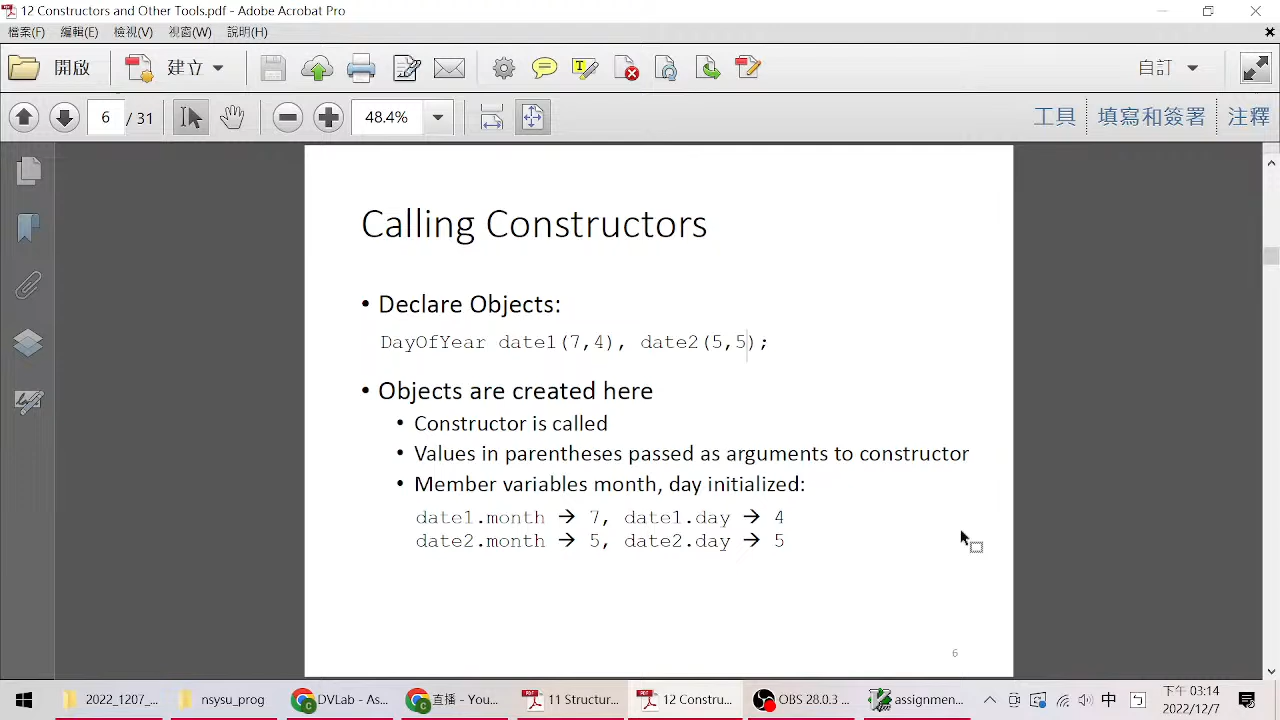 12 Constructors and Other Tools.pdf - Adobe Acrobat Pro
檔案(F) 編輯(E) 檢視(V) 視窗(W) 說明(H)
開啟 建立 自訂
6 / 31 48.4% 工具 填寫和簽署 注釋
Calling Constructors
• Declare Objects:
DayOfYear date1(7,4), date2(5,5);
• Objects are created here
• Constructor is called
• Values in parentheses passed as arguments to constructor
• Member variables month, day initialized:
date1.month → 7, date1.day → 4
date2.month → 5, date2.day → 5
6
2022_1207... nsysu_prog DVLab - As... 直播 - You... 11 Structur... 12 Constru... OBS 28.0.3 ... assignmen... 中 下午 03:14
2022/12/7